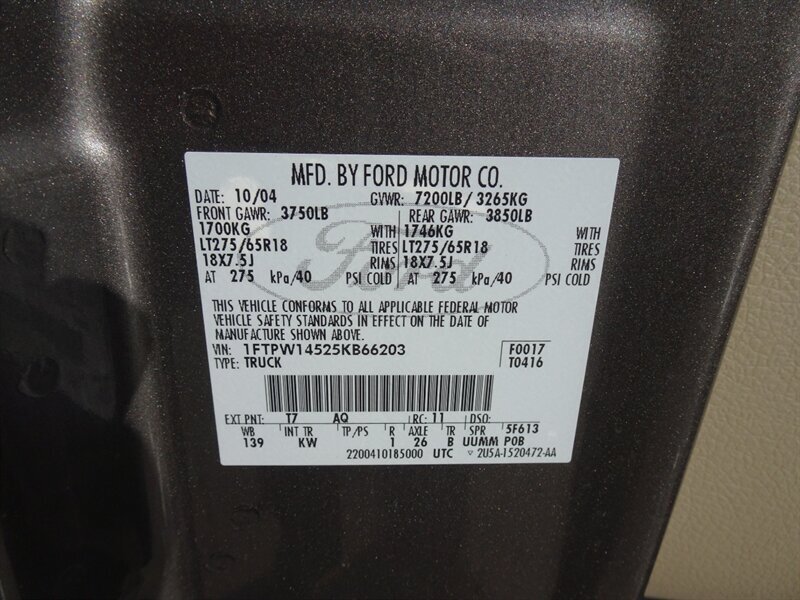 MFD. BY FORD MOTOR CO.
DATE: 10/04 GVWR: 7200LB/ 3265KG
FRONT GAWR: 3750LB REAR GAWR: 3850LB
1700KG WITH 1746KG WITH
LT275/65R18 TIRES LT275/65R18 TIRES
18X7.5J RIMS 18X7.5J RIMS
AT 275 kPa/40 PSI COLD AT 275 kPa/40 PSI COLD
Ford
THIS VEHICLE CONFORMS TO ALL APPLICABLE FEDERAL MOTOR
VEHICLE SAFETY STANDARDS IN EFFECT ON THE DATE OF
MANUFACTURE SHOWN ABOVE.
VIN: 1FTPW14525KB66203 F0017
TYPE: TRUCK T0416
EXT PNT: T7 AQ RC: 11 DSO:
WB INT TR TP/PS R AXLE TR SPR 5F613
139 KW 1 26 B UUMM POB
2200410185000 UTC ▽ 2U5A-1520472-AA